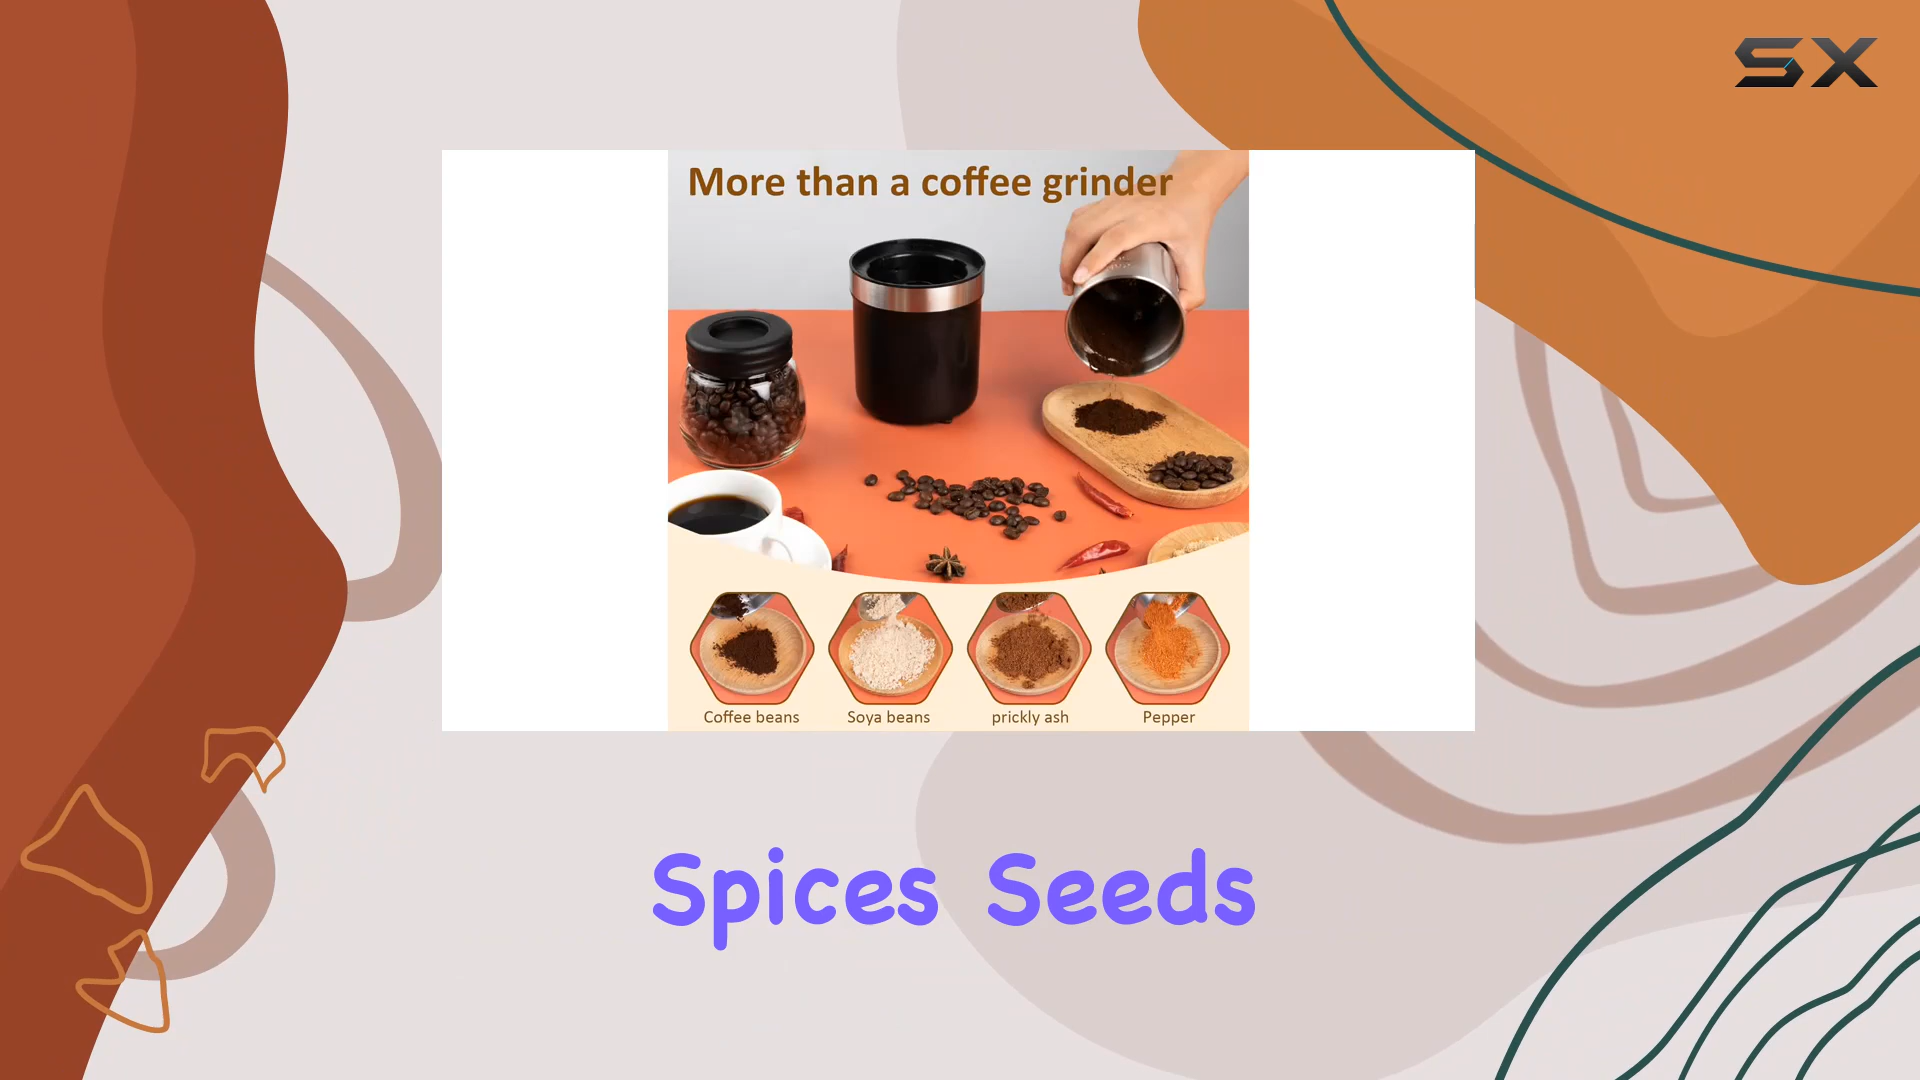 SX
More than a coffee grinder
Coffee beans
Soya beans
prickly ash
Pepper
Spices Seeds